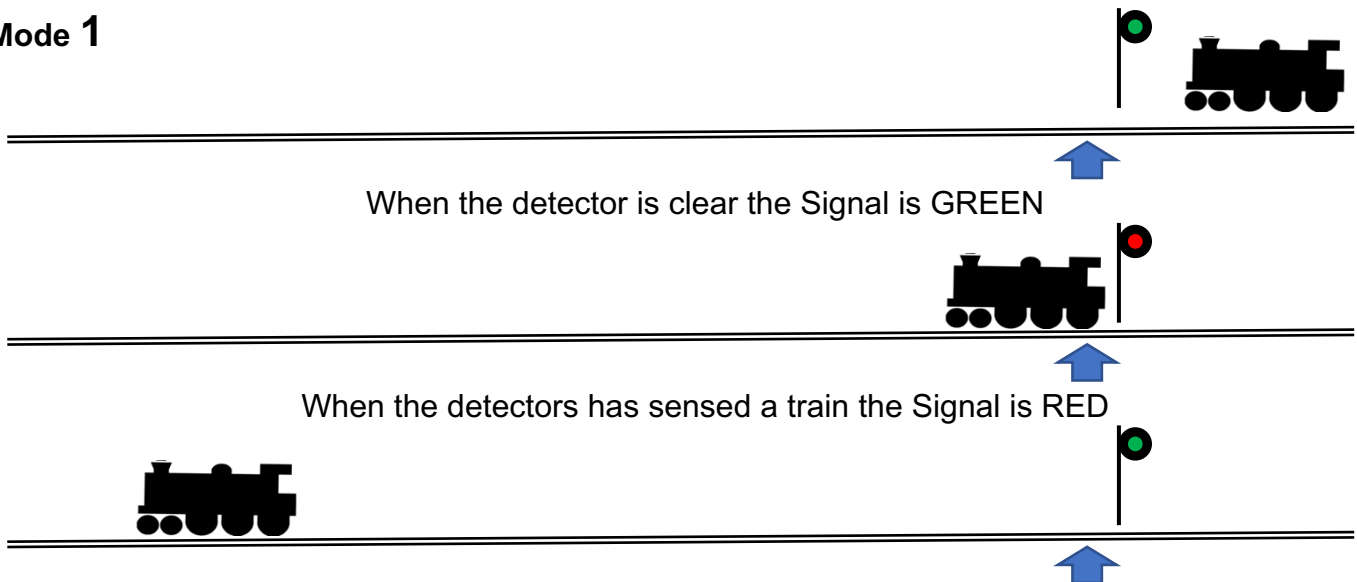 Mode 1
When the detector is clear the Signal is GREEN
When the detectors has sensed a train the Signal is RED